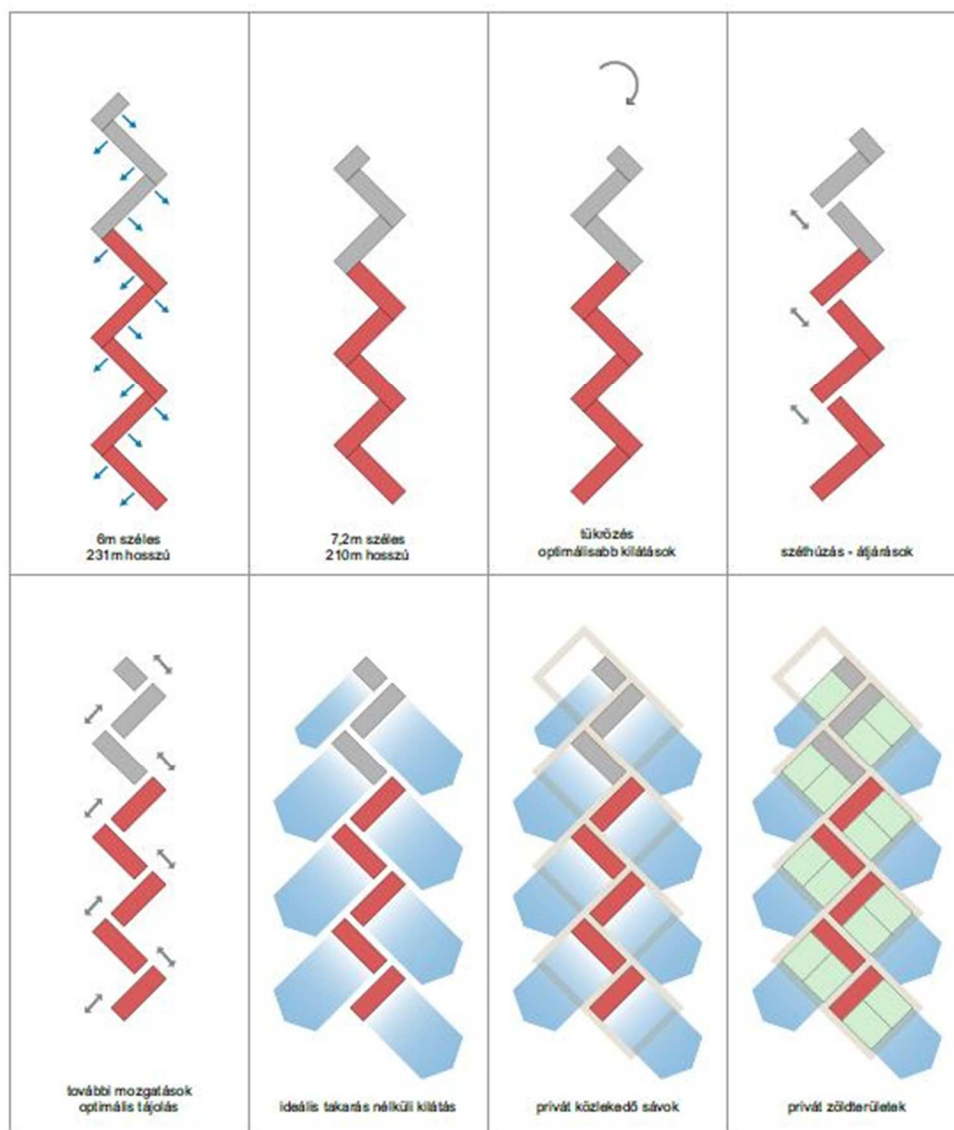 6m széles
231m hosszú
7,2m széles
210m hosszú
tükrözés
optimálisabb kilátások
széthúzás - átjárások
további mozgatások
optimális tájolás
ideális takarás nélküli kilátás
privát közlekedő sávok
privát zöldterületek